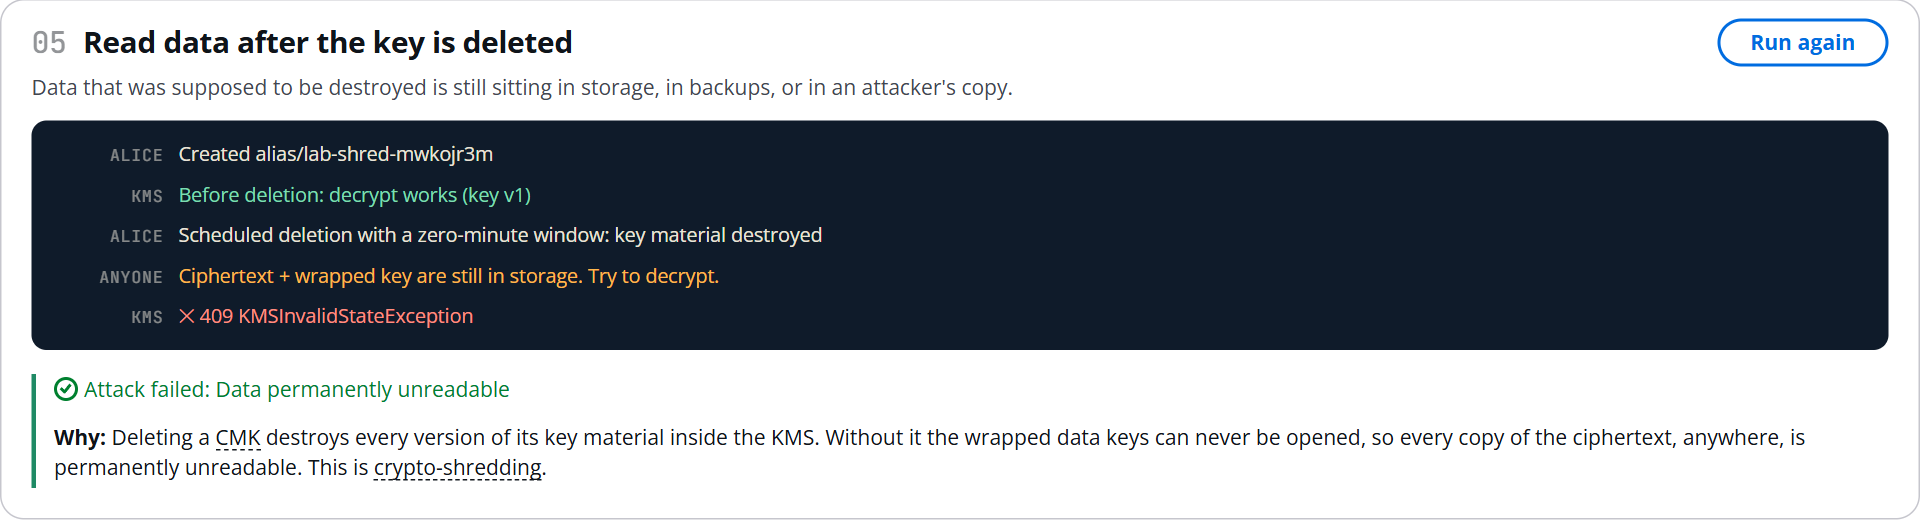 05 Read data after the key is deleted
Run again
Data that was supposed to be destroyed is still sitting in storage, in backups, or in an attacker's copy.
ALICE Created alias/lab-shred-mwkojr3m
KMS Before deletion: decrypt works (key v1)
ALICE Scheduled deletion with a zero-minute window: key material destroyed
ANYONE Ciphertext + wrapped key are still in storage. Try to decrypt.
KMS ✕ 409 KMSInvalidStateException
Attack failed: Data permanently unreadable
Why: Deleting a CMK destroys every version of its key material inside the KMS. Without it the wrapped data keys can never be opened, so every copy of the ciphertext, anywhere, is
permanently unreadable. This is crypto-shredding.